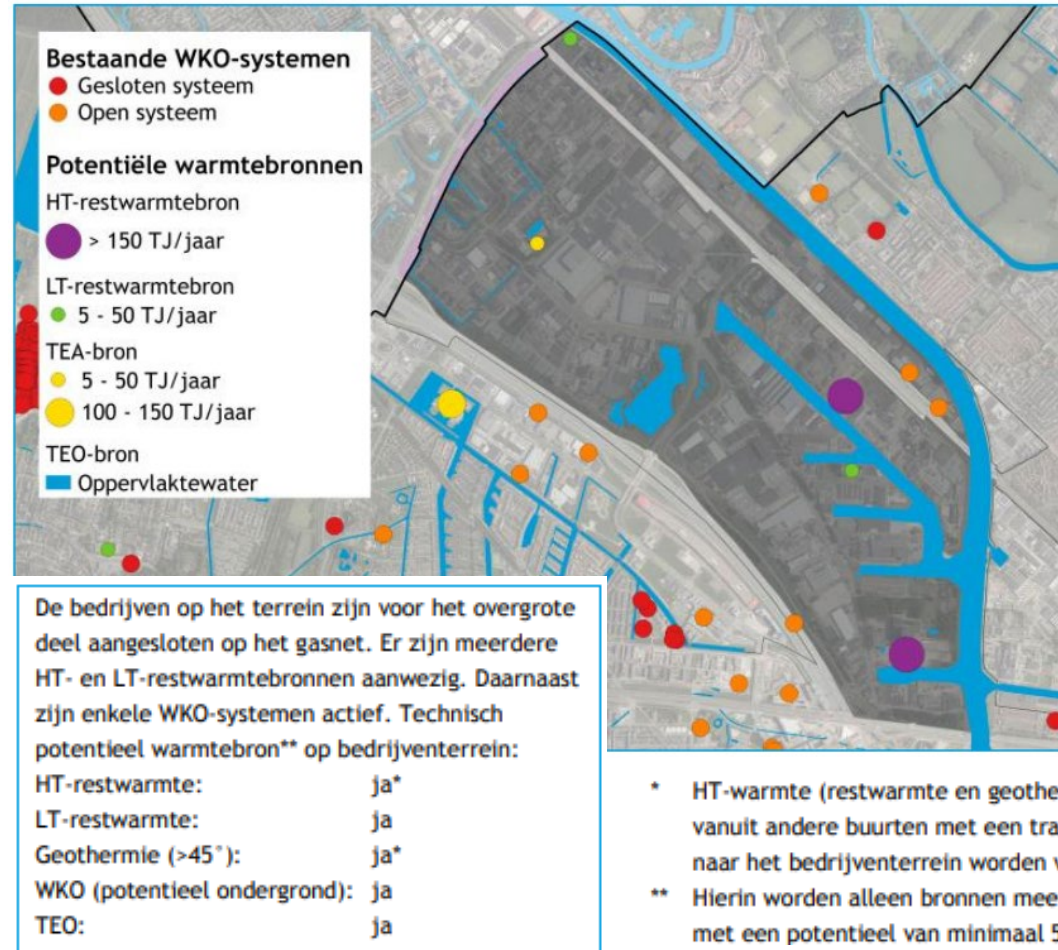 Bestaande WKO-systemen
Gesloten systeem
Open systeem
Potentiële warmtebronnen
HT-restwarmtebron
> 150 TJ/jaar
LT-restwarmtebron
5 - 50 TJ/jaar
TEA-bron
5 - 50 TJ/jaar
100 - 150 TJ/jaar
TEO-bron
Oppervlaktewater
De bedrijven op het terrein zijn voor het overgrote
deel aangesloten op het gasnet. Er zijn meerdere
HT- en LT-restwarmtebronnen aanwezig. Daarnaast
zijn enkele WKO-systemen actief. Technisch
potentieel warmtebron** op bedrijventerrein:
HT-restwarmte: ja*
LT-restwarmte: ja
Geothermie (>45°): ja*
WKO (potentieel ondergrond): ja
TEO: ja
* HT-warmte (restwarmte en geothe
vanuit andere buurten met een tra
naar het bedrijventerrein worden v
** Hierin worden alleen bronnen mee
met een potentieel van minimaal 5